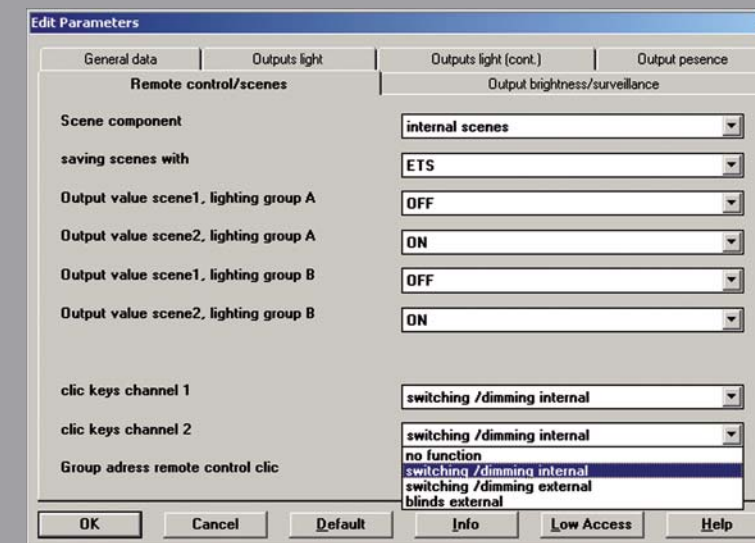 Edit Parameters
General data Outputs light Outputs light (cont.) Output pesence
Remote control/scenes Output brightness/surveillance
Scene component internal scenes
saving scenes with ETS
Output value scene1, lighting group A OFF
Output value scene2, lighting group A ON
Output value scene1, lighting group B OFF
Output value scene2, lighting group B ON
clic keys channel 1 switching /dimming internal
clic keys channel 2 switching /dimming internal
no function
Group adress remote control clic switching /dimming internal
switching /dimming external
blinds external
OK Cancel Default Info Low Access Help